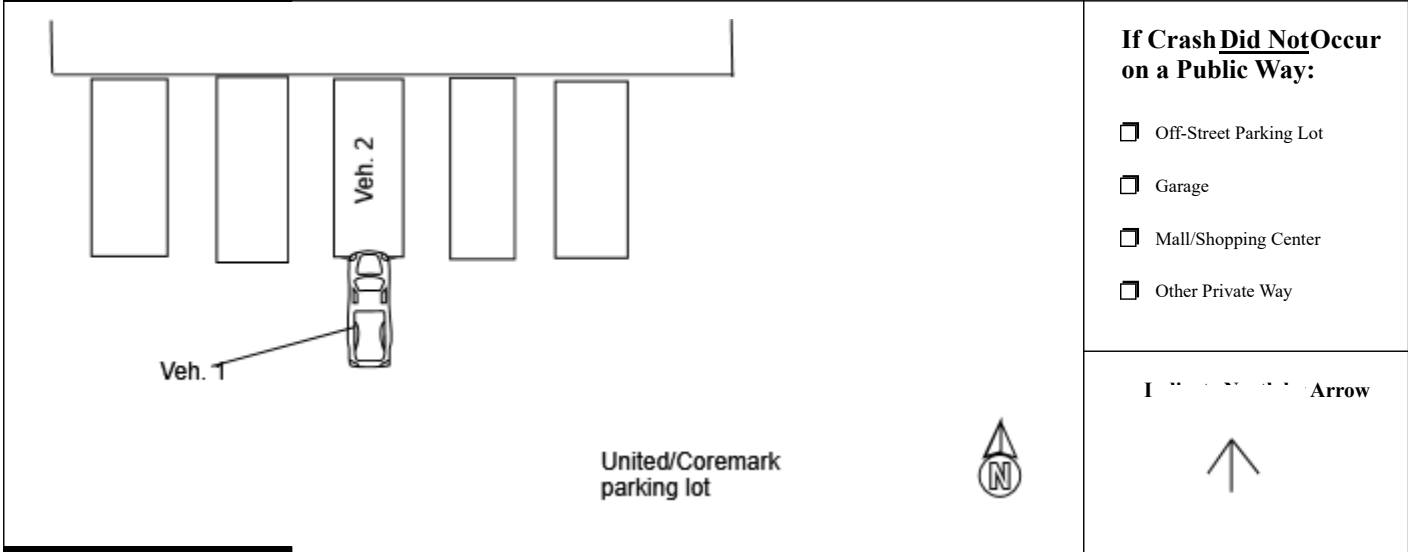 Veh. 2
Veh. 1
United/Coremark
parking lot
N
If Crash Did Not Occur
on a Public Way:
Off-Street Parking Lot
Garage
Mall/Shopping Center
Other Private Way
Arrow